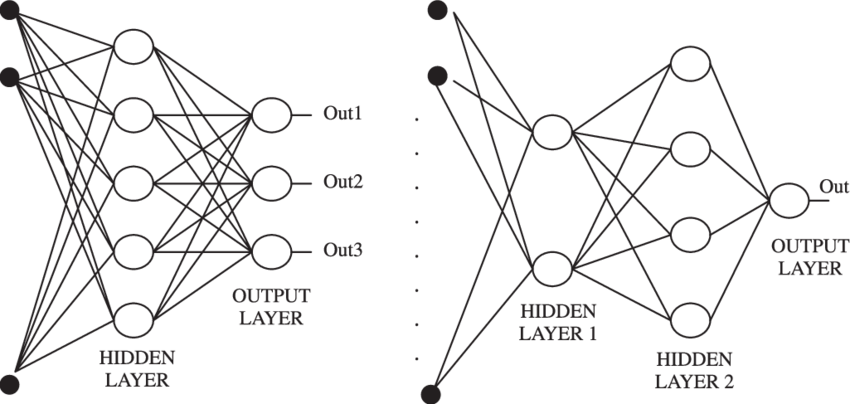 Out1
Out2
Out3
OUTPUT
LAYER
HIDDEN
LAYER
HIDDEN
LAYER 1
HIDDEN
LAYER 2
Out
OUTPUT
LAYER